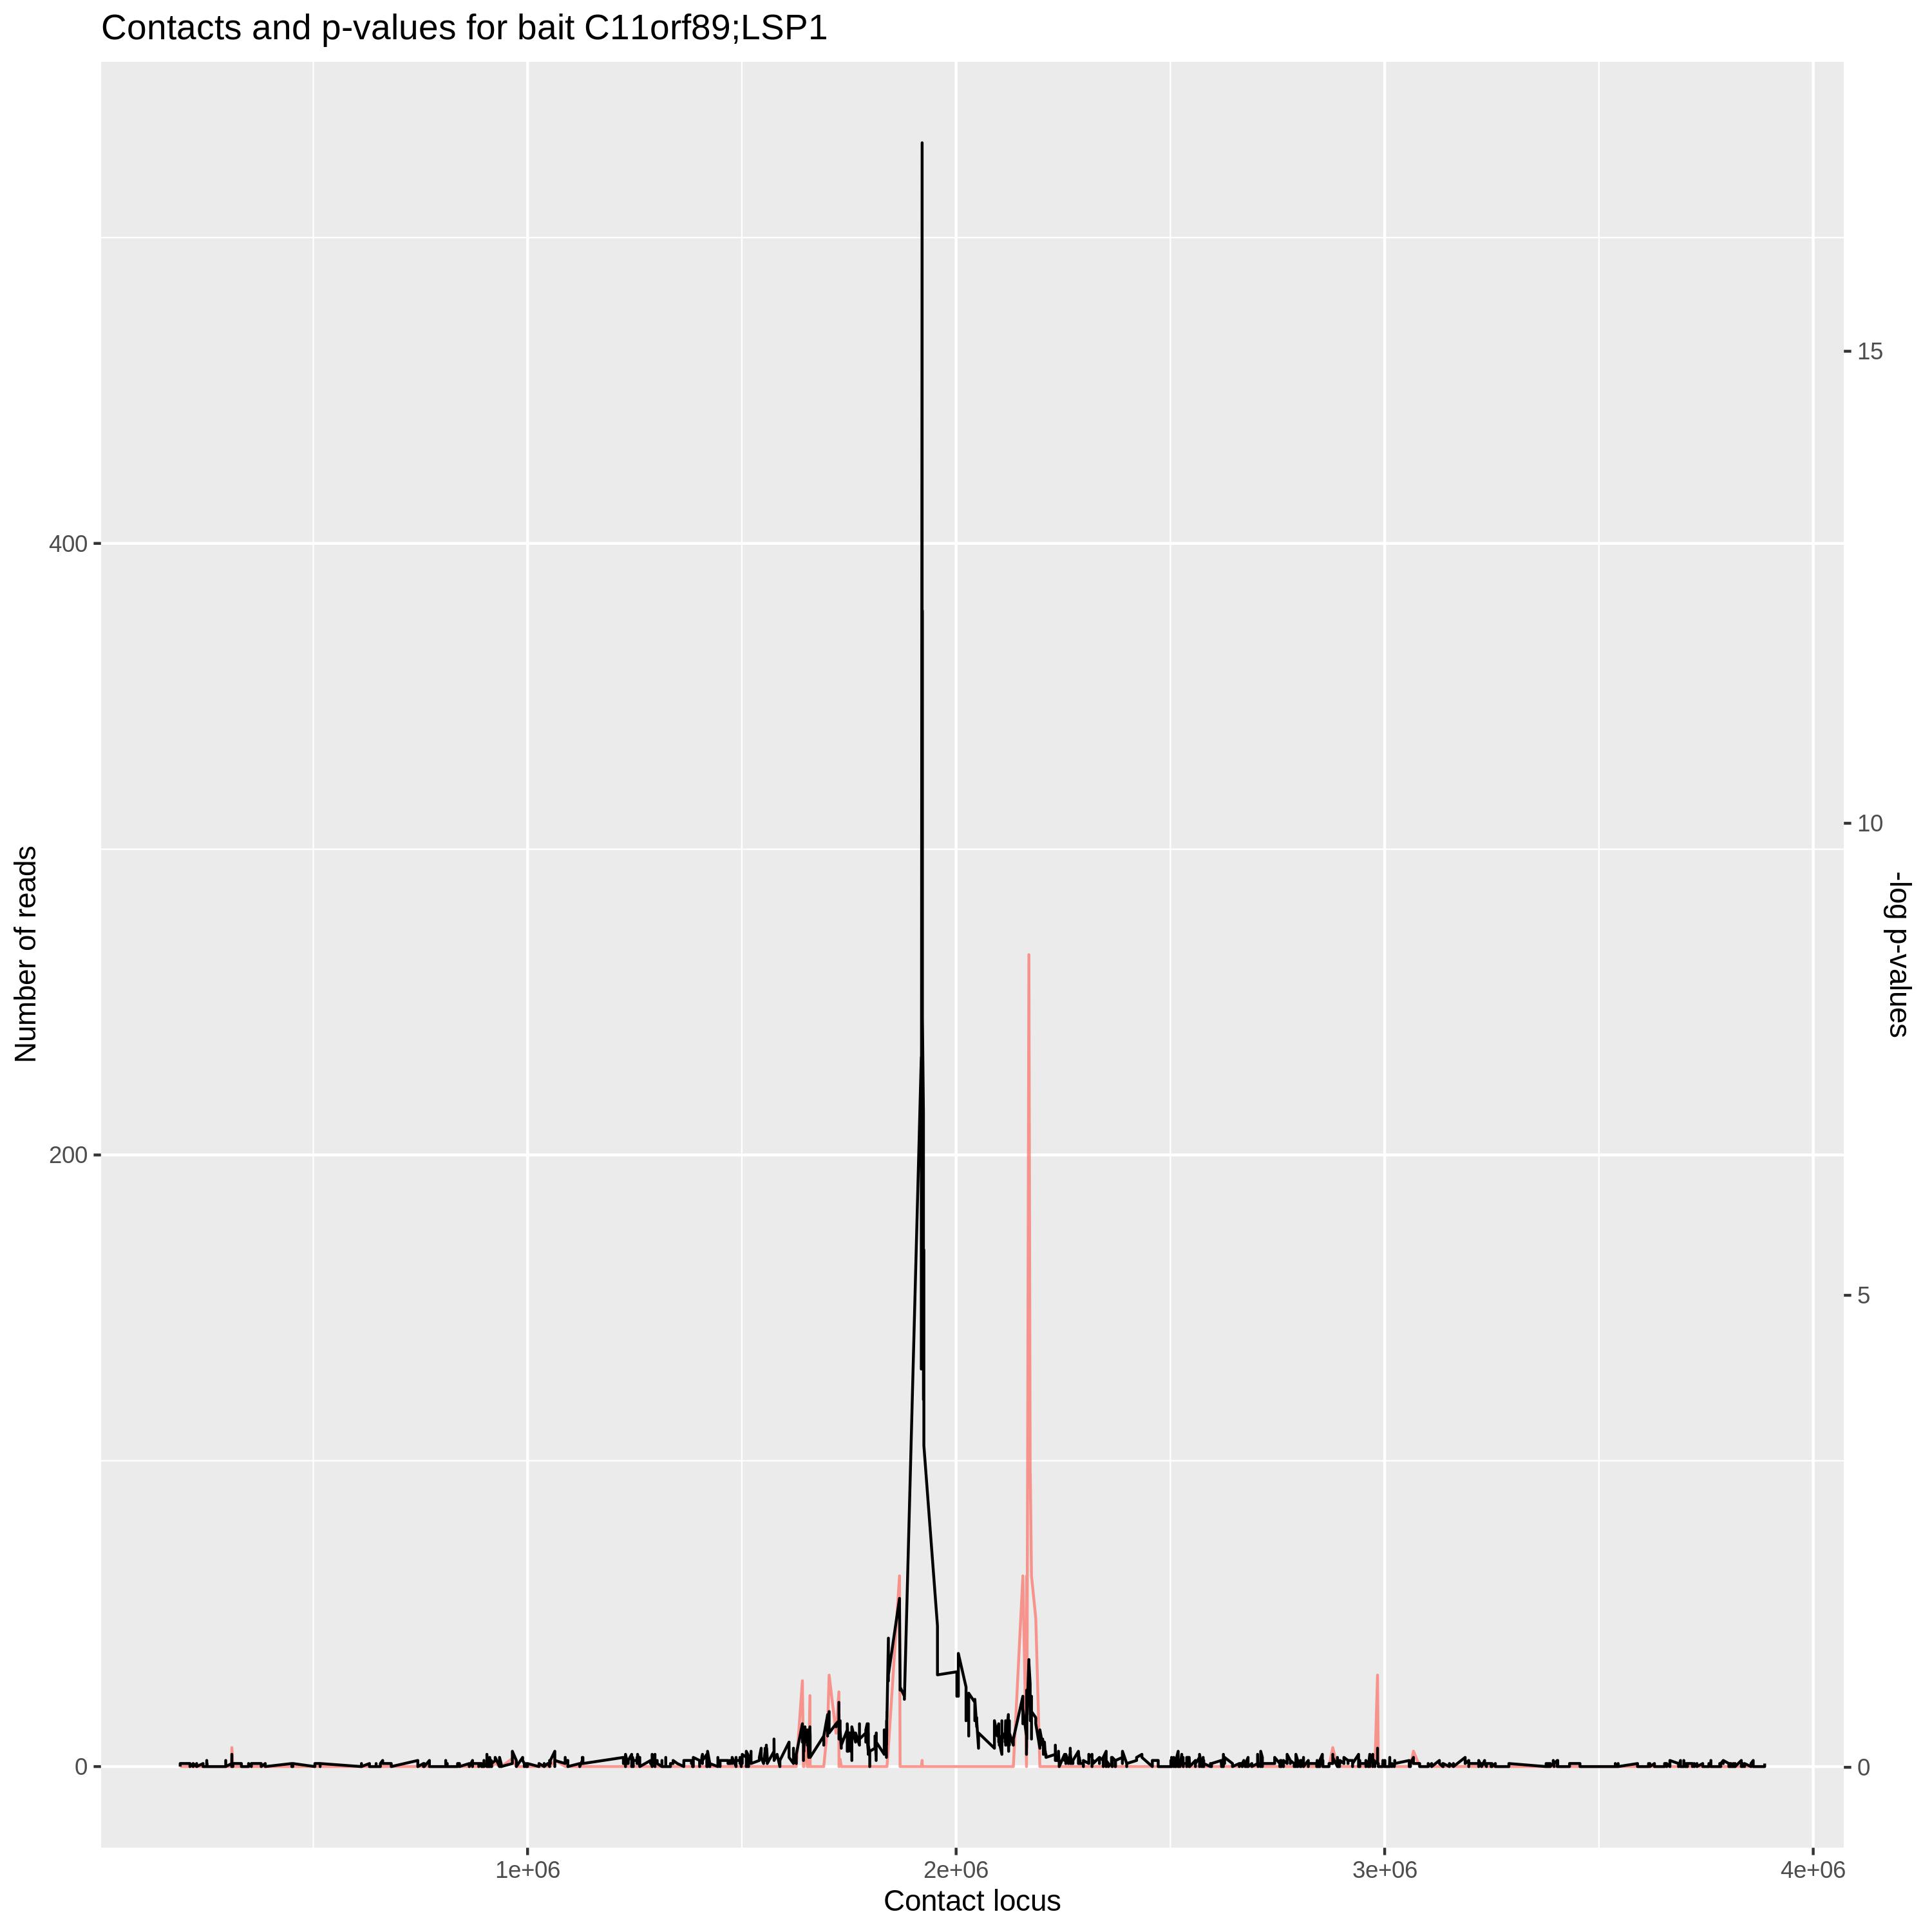 Contacts and p-values for bait C11orf89;LSP1
Number of reads
400
200
0
15
10
5
0
-log p-values
1e+06
2e+06
3e+06
4e+06
Contact locus